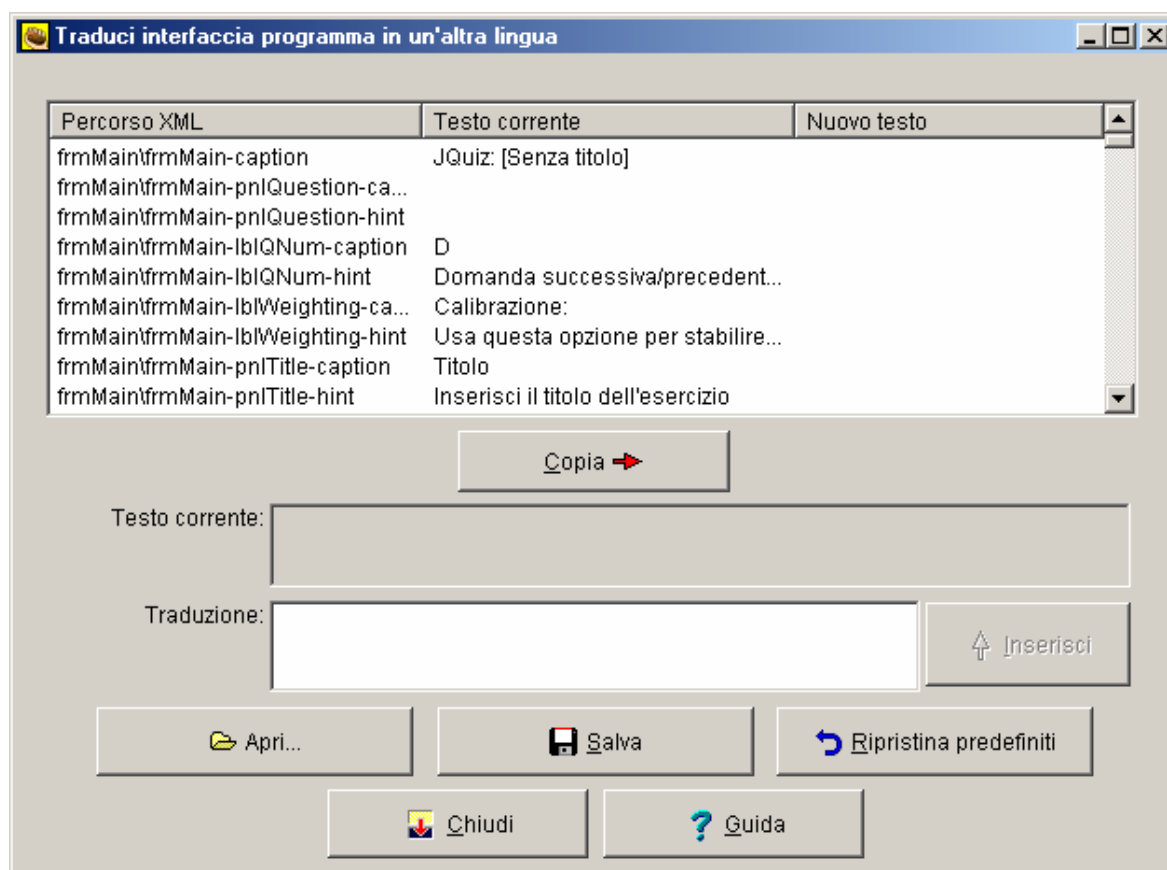 Traduci interfaccia programma in un'altra lingua
Percorso XML Testo corrente Nuovo testo
frmMain\frmMain-caption JQuiz: [Senza titolo]
frmMain\frmMain-pnlQuestion-ca...
frmMain\frmMain-pnlQuestion-hint
frmMain\frmMain-lblQNum-caption D
frmMain\frmMain-lblQNum-hint Domanda successiva/precedent...
frmMain\frmMain-lblWeighting-ca... Calibrazione:
frmMain\frmMain-lblWeighting-hint Usa questa opzione per stabilire...
frmMain\frmMain-pnlTitle-caption Titolo
frmMain\frmMain-pnlTitle-hint Inserisci il titolo dell'esercizio
Copia
Testo corrente:
Traduzione:
Inserisci
Apri... Salva Ripristina predefiniti
Chiudi Guida